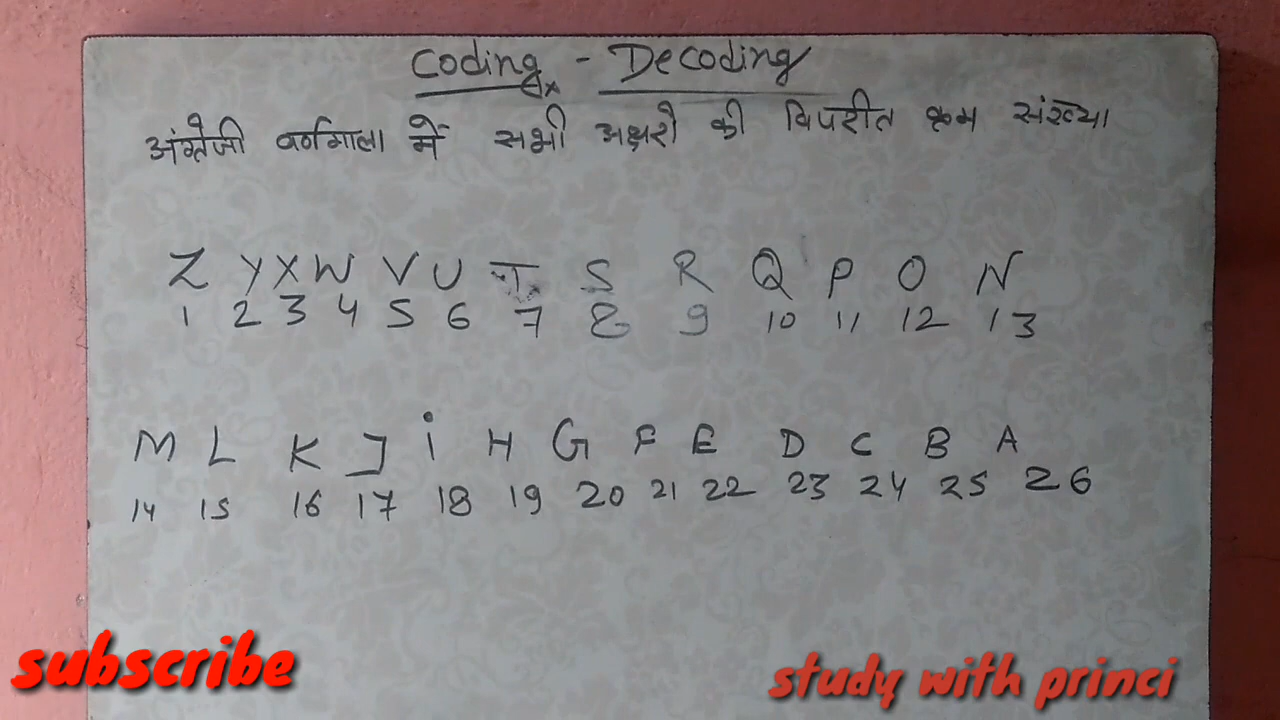 Coding - Decoding
अंग्रेजी वर्णमाला में सभी अक्षरो की विपरीत क्रम संख्या
Z Y X W V U T S R Q P O N
1 2 3 4 5 6 7 8 9 10 11 12 13
M L K J i H G F E D C B A
14 15 16 17 18 19 20 21 22 23 24 25 26
subscribe
study with princi